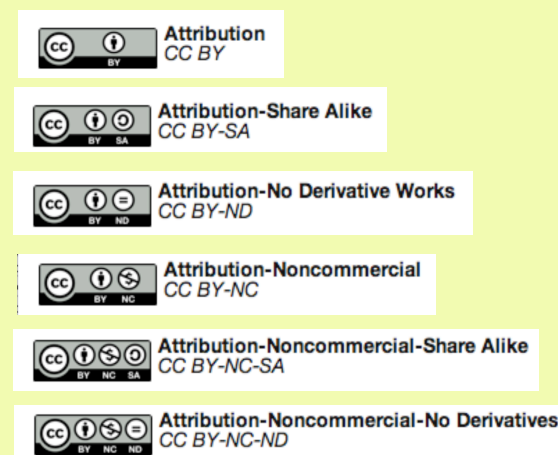 cc BY Attribution
CC BY
cc BY SA Attribution-Share Alike
CC BY-SA
cc BY ND Attribution-No Derivative Works
CC BY-ND
cc BY NC Attribution-Noncommercial
CC BY-NC
cc BY NC SA Attribution-Noncommercial-Share Alike
CC BY-NC-SA
cc BY NC ND Attribution-Noncommercial-No Derivatives
CC BY-NC-ND